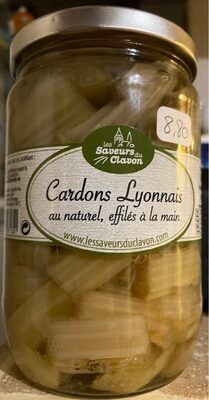 8,80
les
Saveurs du
Clavon
Cardons Lyonnais
au naturel, effilés à la main
www.lessaveursduclavon.com